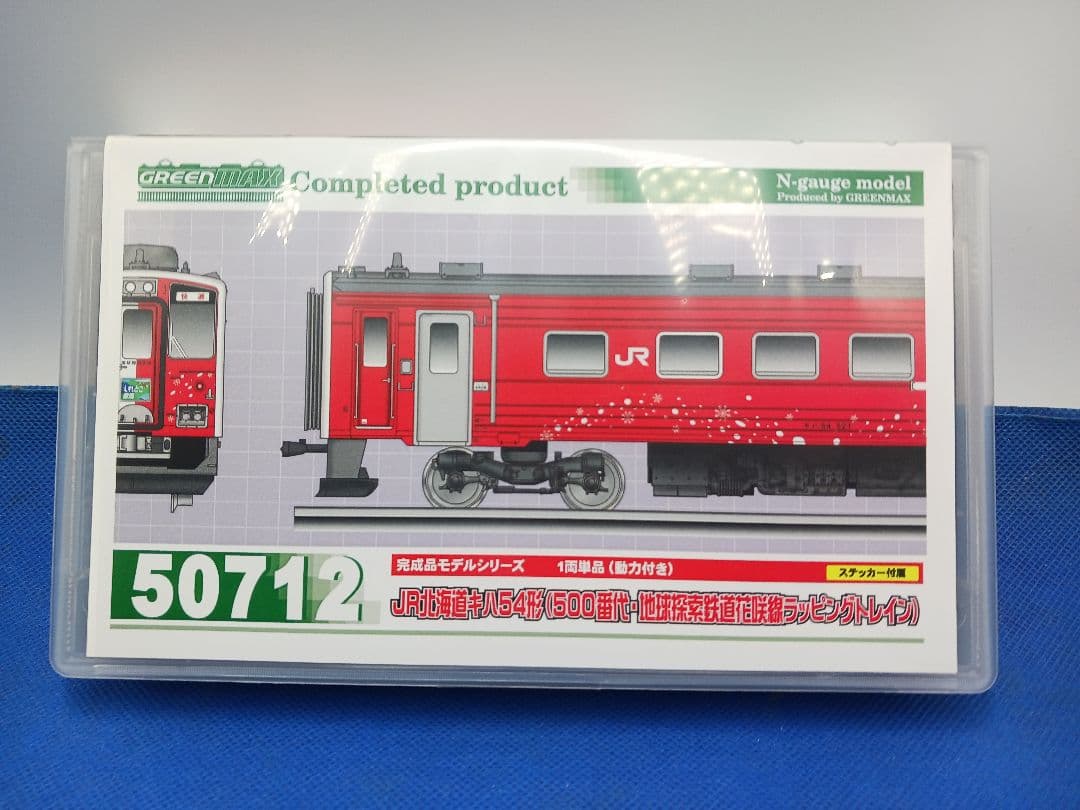 GREENMAX Completed product
N-gauge model
Produced by GREENMAX
快速
JR
50712
完成品モデルシリーズ 1両単品(動力付き)
ステッカー付属
JR北海道キハ54形(500番代・地球探索鉄道花咲線ラッピングトレイン)